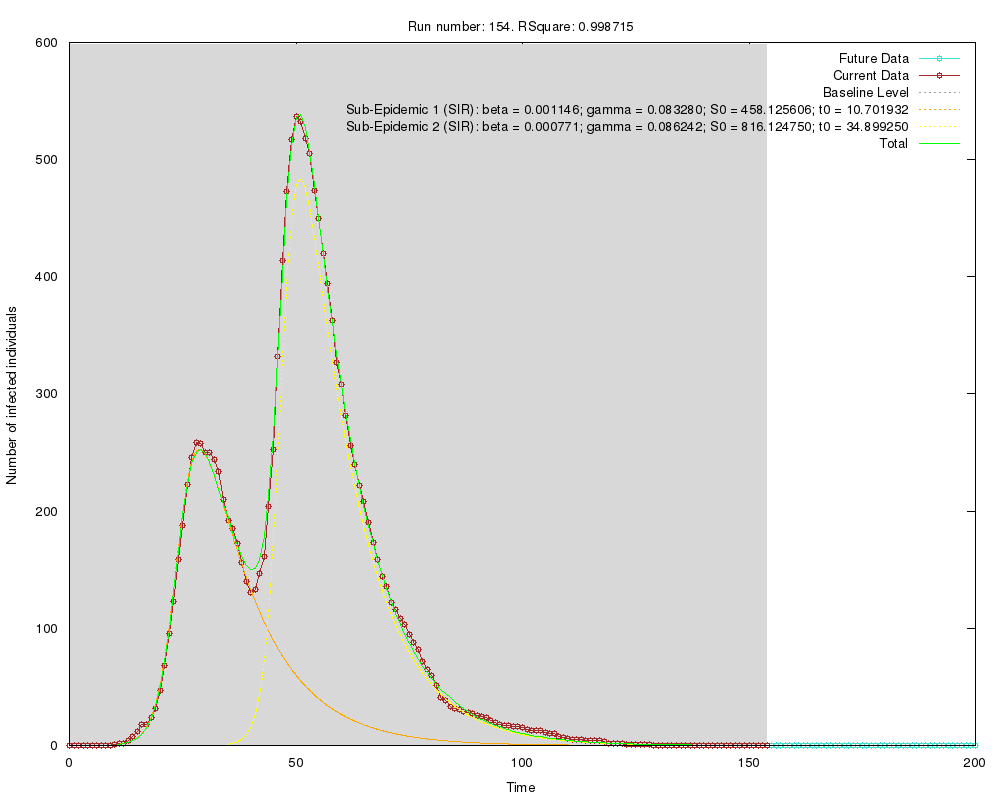 Run number: 154. RSquare: 0.998715
Future Data
Current Data
Baseline Level
Sub-Epidemic 1 (SIR): beta = 0.001146; gamma = 0.083280; S0 = 458.125606; t0 = 10.701932
Sub-Epidemic 2 (SIR): beta = 0.000771; gamma = 0.086242; S0 = 816.124750; t0 = 34.899250
Total
Number of infected individuals
600
500
400
300
200
100
0
0 50 100 150 200
Time